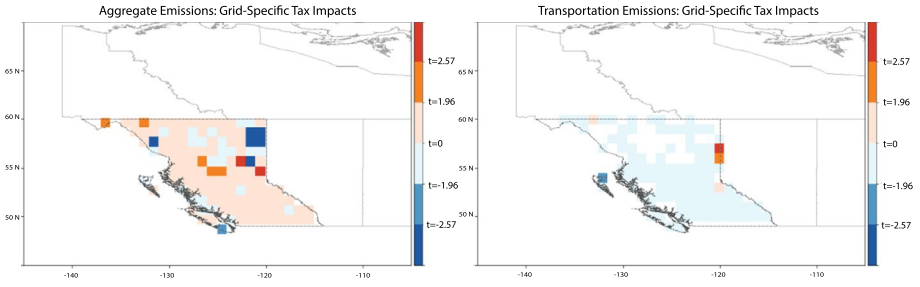 Aggregate Emissions: Grid-Specific Tax Impacts
65 N
60 N
55 N
50 N
-140 -130 -120 -110
t=2.57
t=1.96
t=0
t=-1.96
t=-2.57
Transportation Emissions: Grid-Specific Tax Impacts
65 N
60 N
55 N
50 N
-140 -130 -120 -110
t=2.57
t=1.96
t=0
t=-1.96
t=-2.57